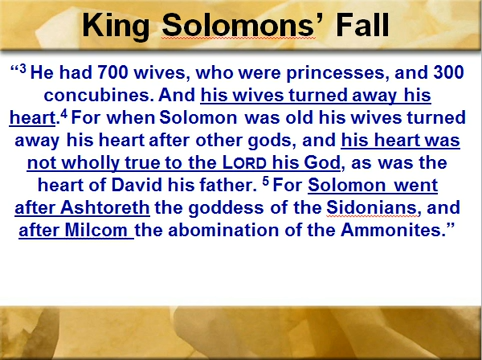 King Solomons’ Fall
“3 He had 700 wives, who were princesses, and 300
concubines. And his wives turned away his
heart.4 For when Solomon was old his wives turned
away his heart after other gods, and his heart was
not wholly true to the LORD his God, as was the
heart of David his father. 5 For Solomon went
after Ashtoreth the goddess of the Sidonians, and
after Milcom the abomination of the Ammonites.”